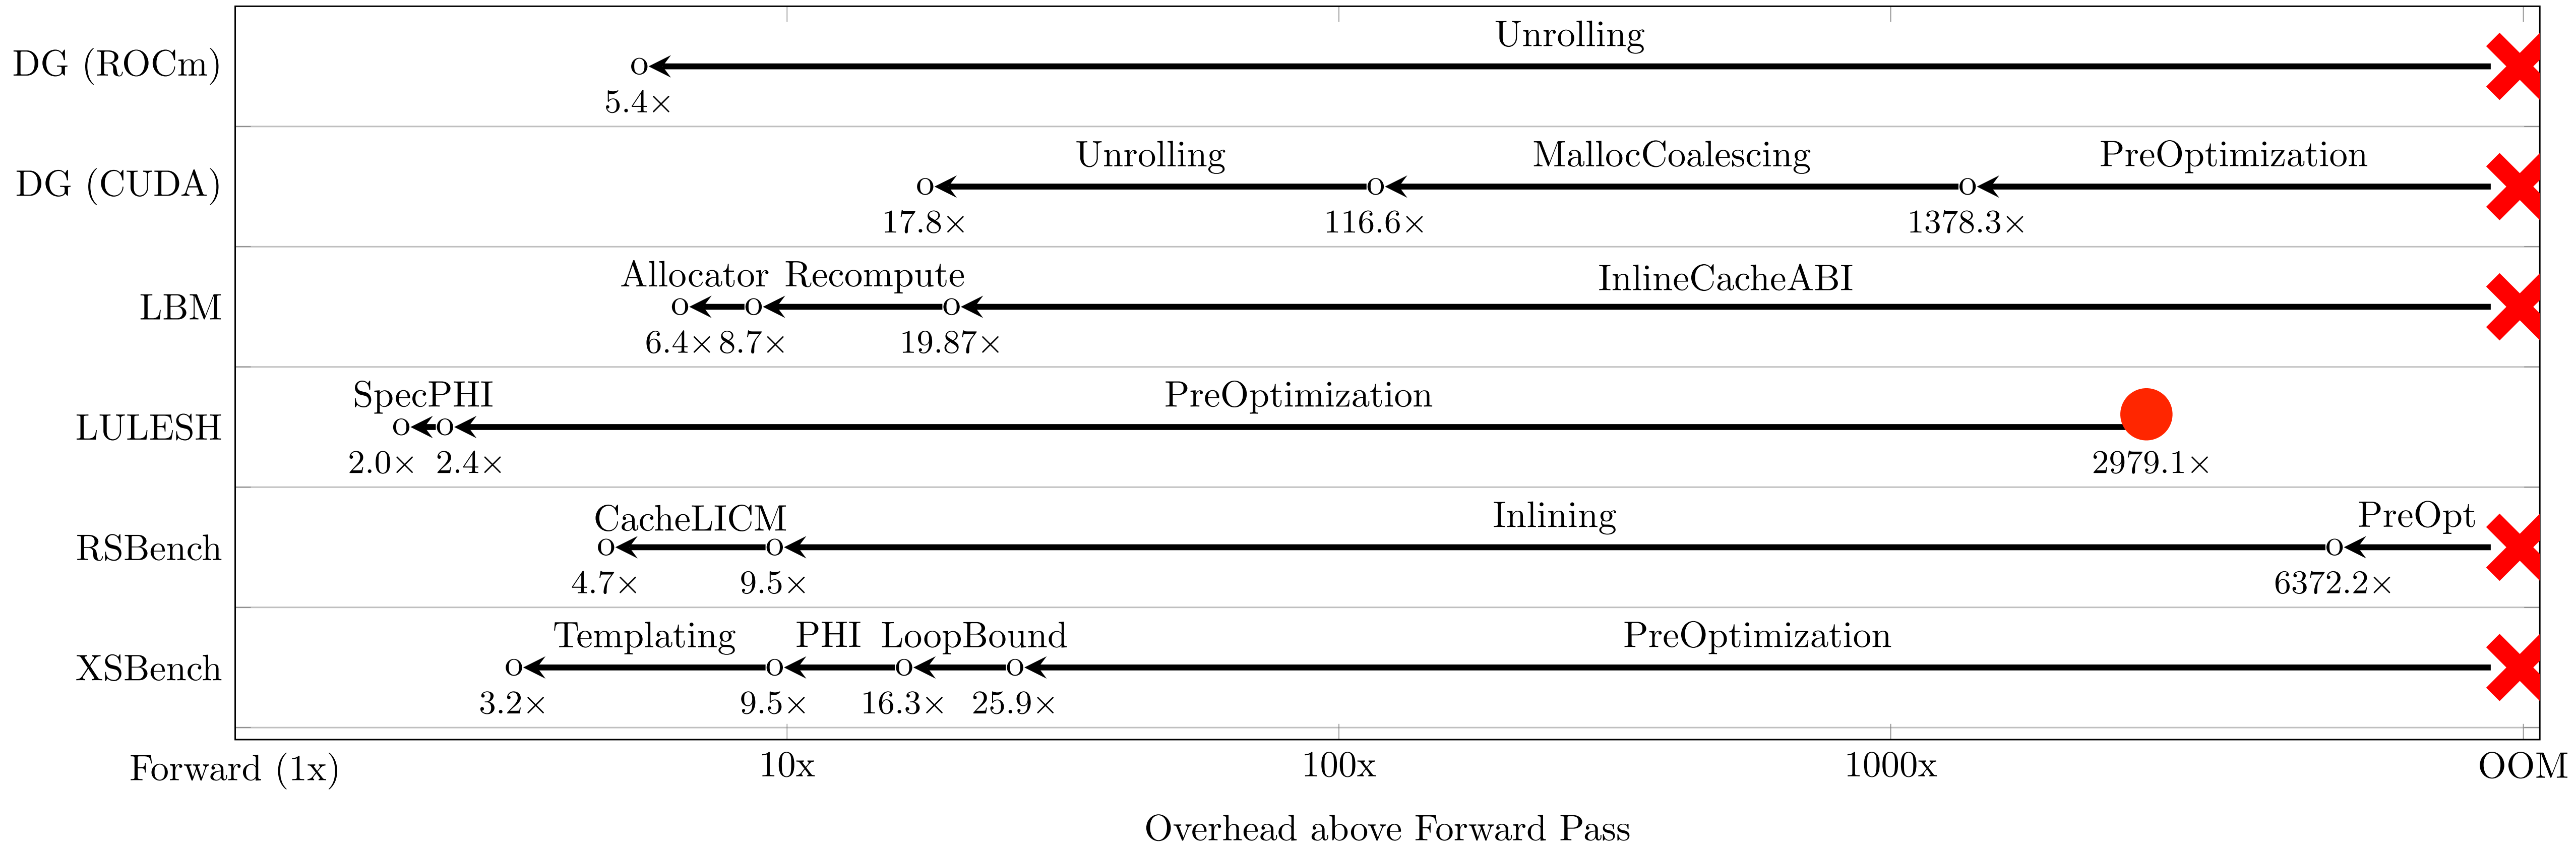 Unrolling
DG (ROCm)
5.4×
Unrolling MallocCoalescing PreOptimization
DG (CUDA)
17.8× 116.6× 1378.3×
Allocator Recompute InlineCacheABI
LBM
6.4× 8.7× 19.87×
SpecPHI PreOptimization
LULESH
2.0× 2.4× 2979.1×
CacheLICM Inlining PreOpt
RSBench
4.7× 9.5× 6372.2×
Templating PHI LoopBound PreOptimization
XSBench
3.2× 9.5× 16.3× 25.9×
Forward (1x) 10x 100x 1000x OOM
Overhead above Forward Pass